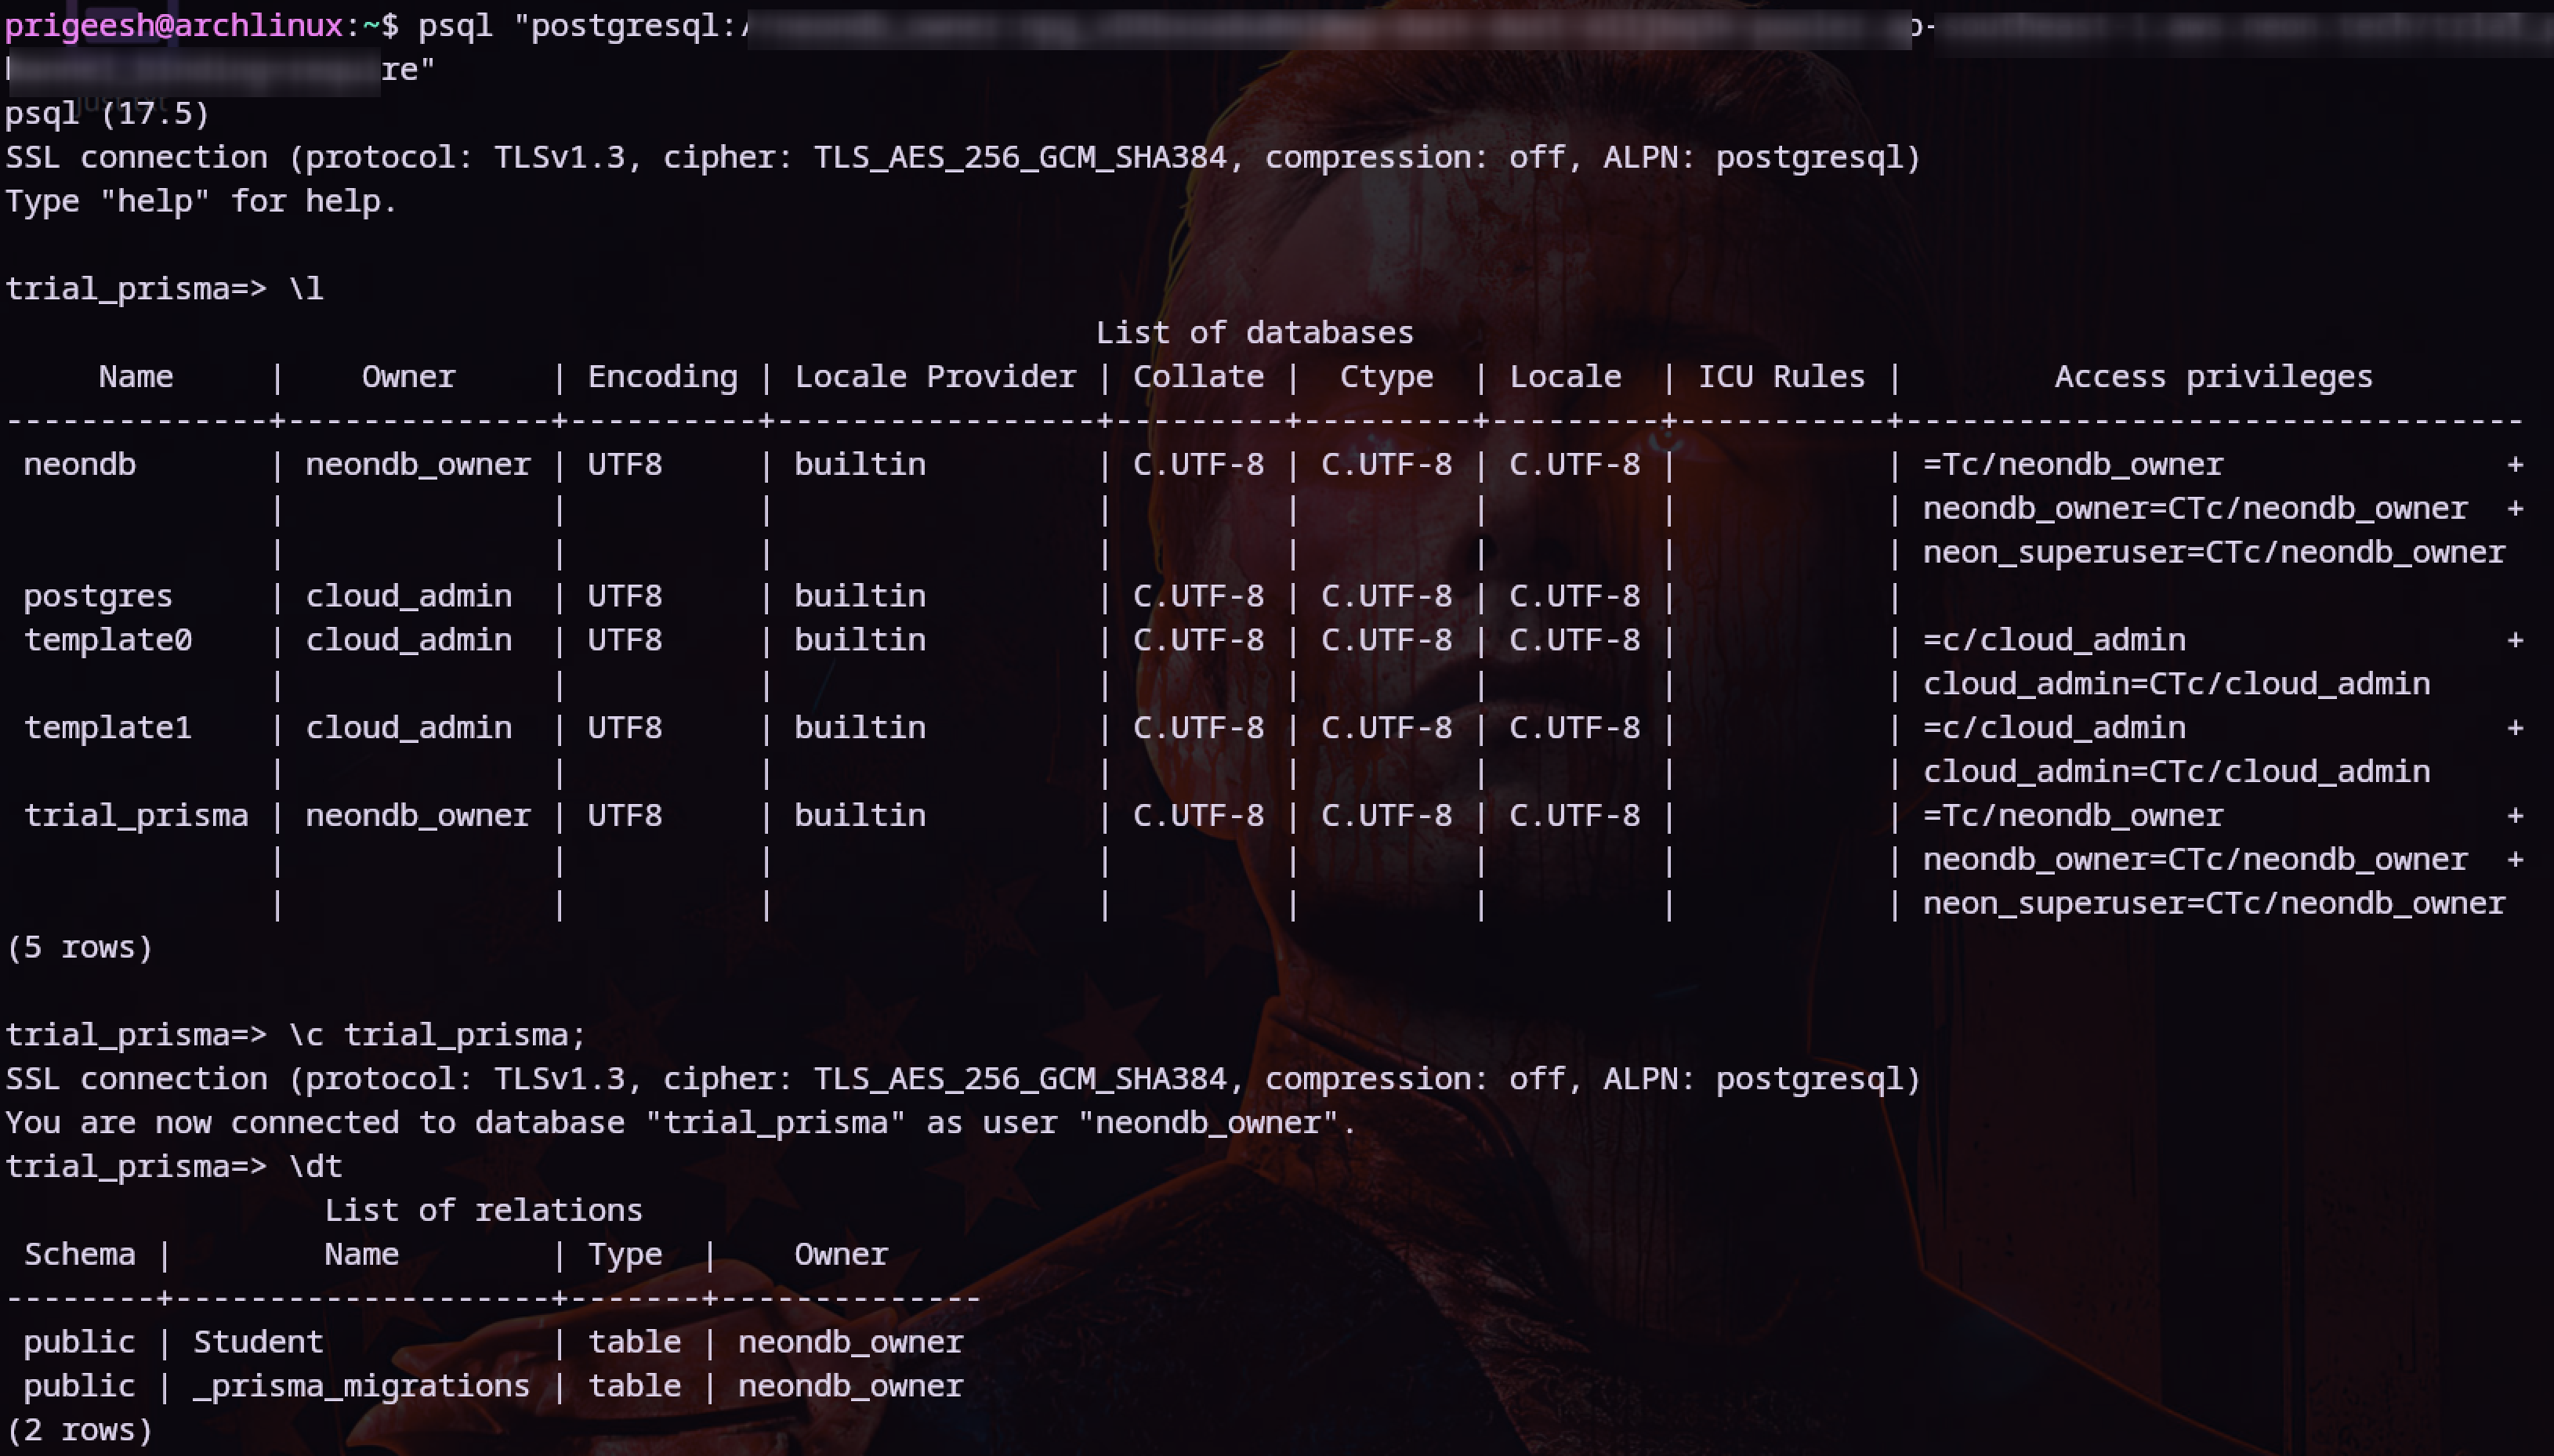 prigeesh@archlinux:~$ psql "postgresql:/
re"
psql (17.5)
SSL connection (protocol: TLSv1.3, cipher: TLS_AES_256_GCM_SHA384, compression: off, ALPN: postgresql)
Type "help" for help.
trial_prisma=> \l
List of databases
Name | Owner | Encoding | Locale Provider | Collate | Ctype | Locale | ICU Rules | Access privileges
--------------+--------------+----------+-----------------+---------+---------+---------+-----------+---------------------------------
neondb | neondb_owner | UTF8 | builtin | C.UTF-8 | C.UTF-8 | C.UTF-8 | | =Tc/neondb_owner +
| | | | | | | | neondb_owner=CTc/neondb_owner +
| | | | | | | | neon_superuser=CTc/neondb_owner
postgres | cloud_admin | UTF8 | builtin | C.UTF-8 | C.UTF-8 | C.UTF-8 | |
template0 | cloud_admin | UTF8 | builtin | C.UTF-8 | C.UTF-8 | C.UTF-8 | | =c/cloud_admin +
| | | | | | | | cloud_admin=CTc/cloud_admin
template1 | cloud_admin | UTF8 | builtin | C.UTF-8 | C.UTF-8 | C.UTF-8 | | =c/cloud_admin +
| | | | | | | | cloud_admin=CTc/cloud_admin
trial_prisma | neondb_owner | UTF8 | builtin | C.UTF-8 | C.UTF-8 | C.UTF-8 | | =Tc/neondb_owner +
| | | | | | | | neondb_owner=CTc/neondb_owner +
| | | | | | | | neon_superuser=CTc/neondb_owner
(5 rows)
trial_prisma=> \c trial_prisma;
SSL connection (protocol: TLSv1.3, cipher: TLS_AES_256_GCM_SHA384, compression: off, ALPN: postgresql)
You are now connected to database "trial_prisma" as user "neondb_owner".
trial_prisma=> \dt
List of relations
Schema | Name | Type | Owner
--------+--------------------+-------+--------------
public | Student | table | neondb_owner
public | _prisma_migrations | table | neondb_owner
(2 rows)